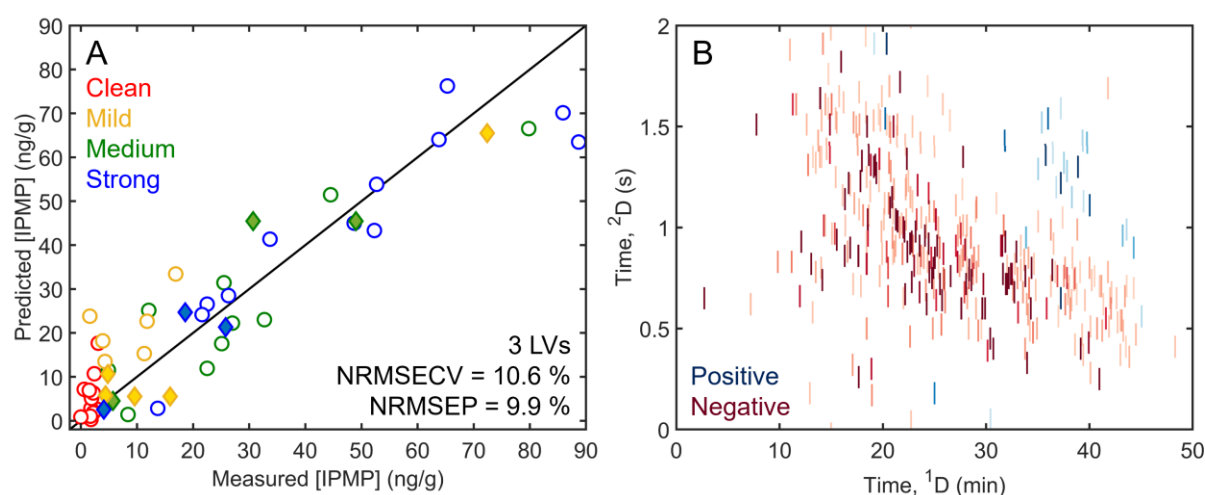 A
Clean
Mild
Medium
Strong
3 LVs
NRMSECV = 10.6 %
NRMSEP = 9.9 %
90
80
70
60
50
40
30
20
10
0
0 10 20 30 40 50 60 70 80 90
Predicted [IPMP] (ng/g)
Measured [IPMP] (ng/g)
B
Positive
Negative
2
1.5
1
0.5
0
0 10 20 30 40 50
Time, ²D (s)
Time, ¹D (min)